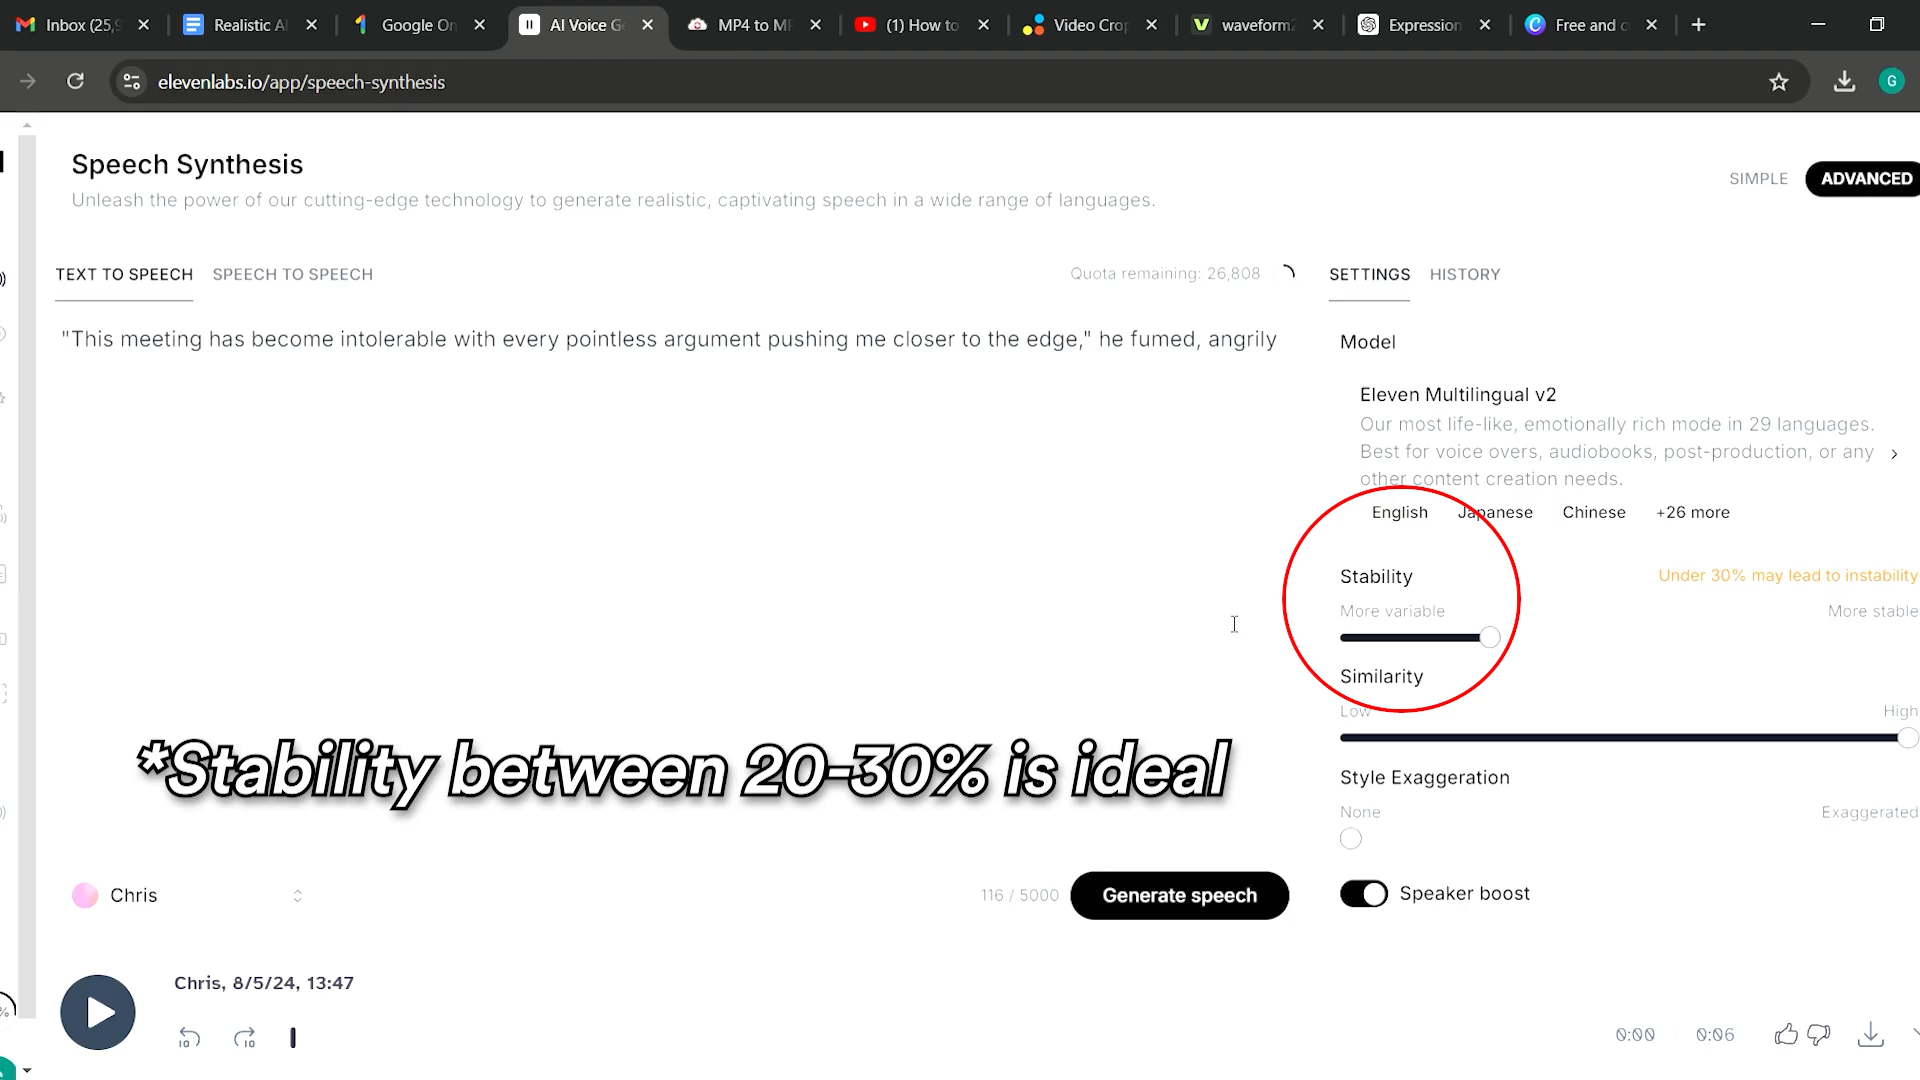 Inbox (25,9
Realistic AI
Google On
AI Voice Ge
MP4 to MP
(1) How to
Video Crop
waveform2
Expression
Free and o
elevenlabs.io/app/speech-synthesis
G
Speech Synthesis
Unleash the power of our cutting-edge technology to generate realistic, captivating speech in a wide range of languages.
SIMPLE
ADVANCED
TEXT TO SPEECH
SPEECH TO SPEECH
Quota remaining: 26,808
SETTINGS
HISTORY
"This meeting has become intolerable with every pointless argument pushing me closer to the edge," he fumed, angrily
Model
Eleven Multilingual v2
Our most life-like, emotionally rich mode in 29 languages.
Best for voice overs, audiobooks, post-production, or any
other content creation needs.
English
Japanese
Chinese
+26 more
Stability
Under 30% may lead to instability
More variable
More stable
Similarity
Low
High
*Stability between 20-30% is ideal
Style Exaggeration
None
Exaggerated
Chris
116 / 5000
Generate speech
Speaker boost
Chris, 8/5/24, 13:47
10
10
0:00
0:06
%